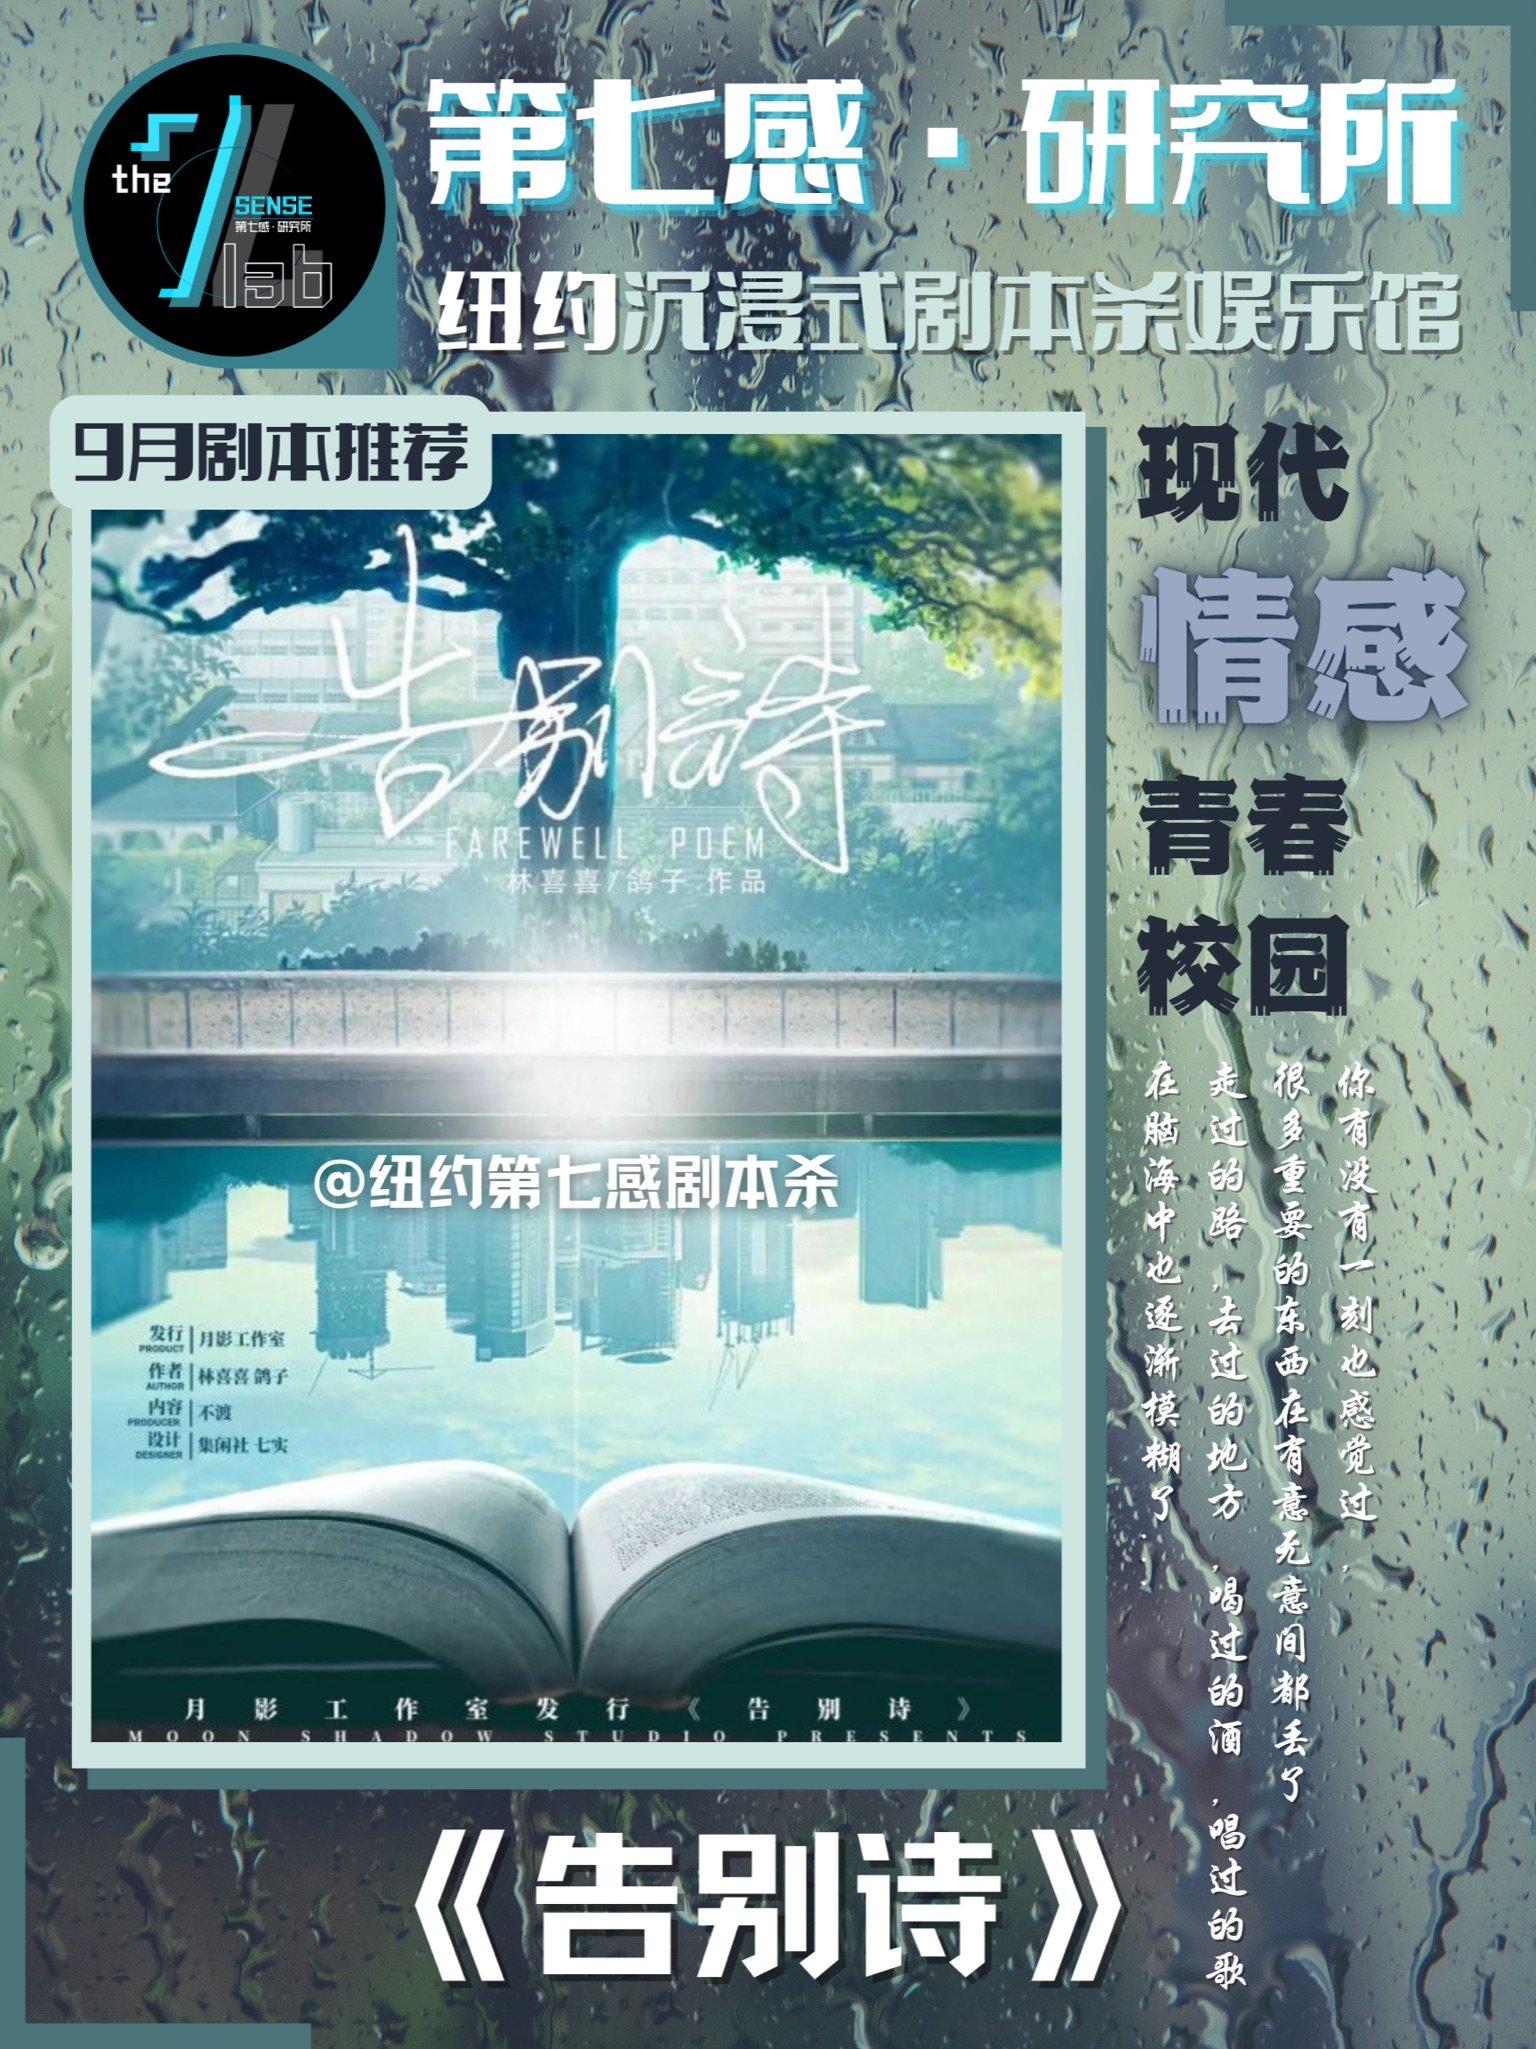 the
SENSE
第七感·研究所
lab
第七感·研究所
纽约沉浸式剧本杀娱乐馆
9月剧本推荐
告别诗
FAREWELL POEM
林喜喜/鸽子 作品
@纽约第七感剧本杀
发行 月影工作室
PRODUCT
作者 林喜喜 鸽子
AUTHOR
内容 不渡
PRODUCER
设计 集闲社 七实
DESIGNER
月影工作室发行《告别诗》
MOON SHADOW STUDIO PRESENTS
现代
情感
青春
校园
你有没有一刻也感觉过,
很多重要的东西在有意无意间都丢了
走过的路,去过的地方,喝过的酒,唱过的歌
在脑海中也逐渐模糊了...
《告别诗》